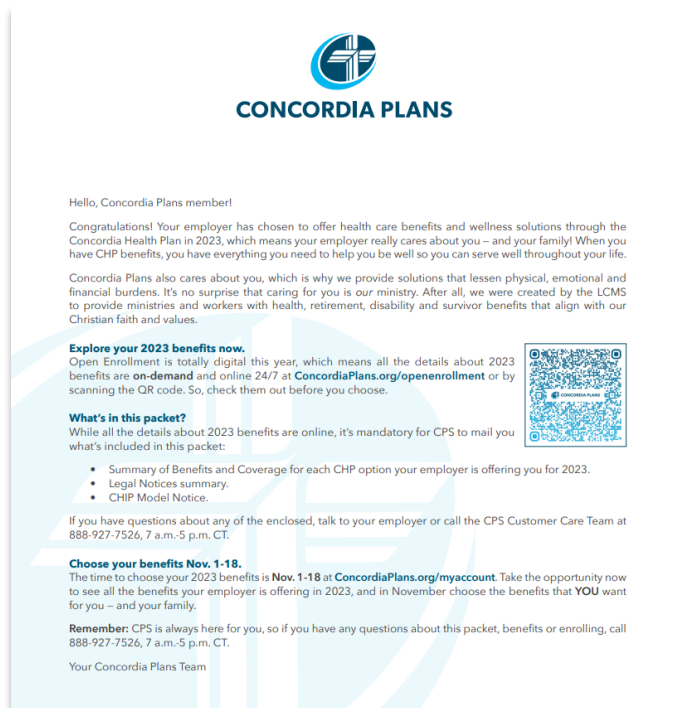 CONCORDIA PLANS
Hello, Concordia Plans member!
Congratulations! Your employer has chosen to offer health care benefits and wellness solutions through the
Concordia Health Plan in 2023, which means your employer really cares about you – and your family! When you
have CHP benefits, you have everything you need to help you be well so you can serve well throughout your life.
Concordia Plans also cares about you, which is why we provide solutions that lessen physical, emotional and
financial burdens. It's no surprise that caring for you is our ministry. After all, we were created by the LCMS
to provide ministries and workers with health, retirement, disability and survivor benefits that align with our
Christian faith and values.
Explore your 2023 benefits now.
Open Enrollment is totally digital this year, which means all the details about 2023
benefits are on-demand and online 24/7 at ConcordiaPlans.org/openenrollment or by
scanning the QR code. So, check them out before you choose.
CONCORDIA PLANS
What's in this packet?
While all the details about 2023 benefits are online, it's mandatory for CPS to mail you
what's included in this packet:
• Summary of Benefits and Coverage for each CHP option your employer is offering you for 2023.
• Legal Notices summary.
• CHIP Model Notice.
If you have questions about any of the enclosed, talk to your employer or call the CPS Customer Care Team at
888-927-7526, 7 a.m.-5 p.m. CT.
Choose your benefits Nov. 1-18.
The time to choose your 2023 benefits is Nov. 1-18 at ConcordiaPlans.org/myaccount. Take the opportunity now
to see all the benefits your employer is offering in 2023, and in November choose the benefits that YOU want
for you – and your family.
Remember: CPS is always here for you, so if you have any questions about this packet, benefits or enrolling, call
888-927-7526, 7 a.m.-5 p.m. CT.
Your Concordia Plans Team